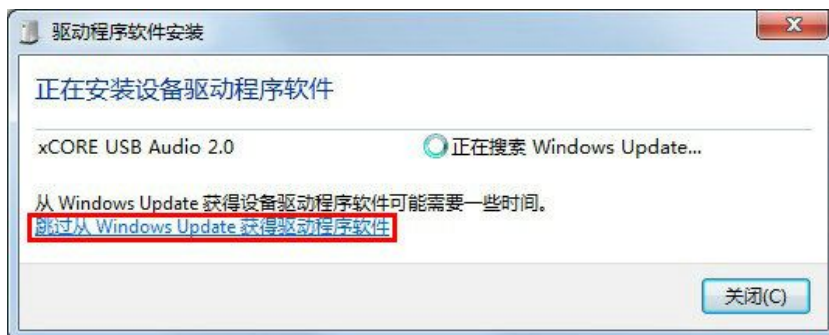 驱动程序软件安装
正在安装设备驱动程序软件
xCORE USB Audio 2.0 正在搜索 Windows Update...
从 Windows Update 获得设备驱动程序软件可能需要一些时间。
跳过从 Windows Update 获得驱动程序软件
关闭(C)